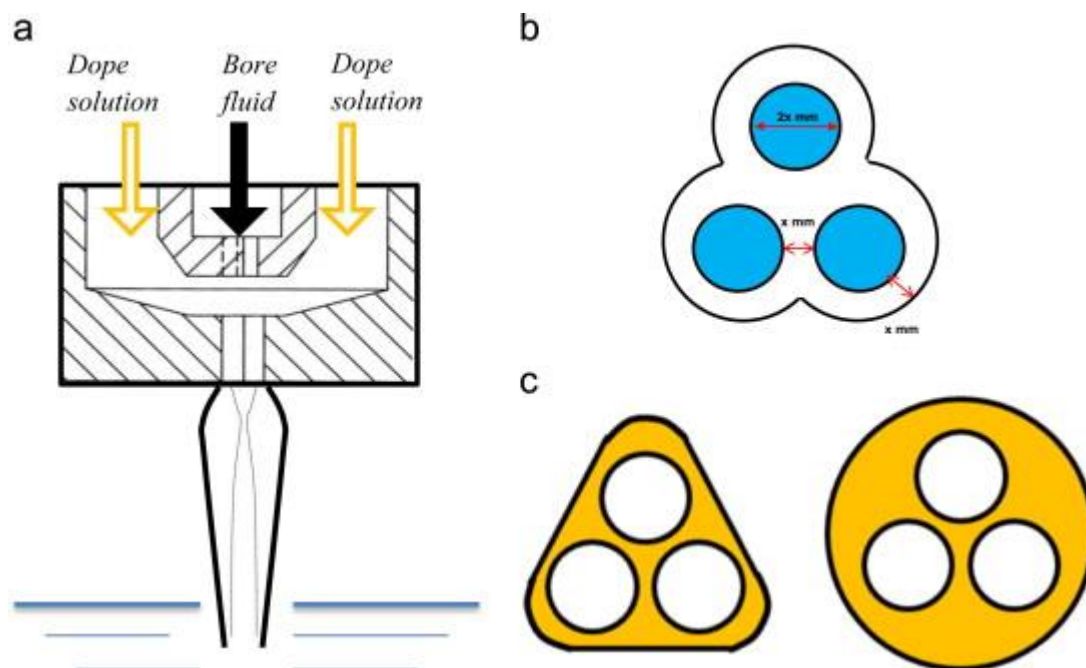 a
Dope
solution
Bore
fluid
Dope
solution
b
2x mm
x mm
x mm
c